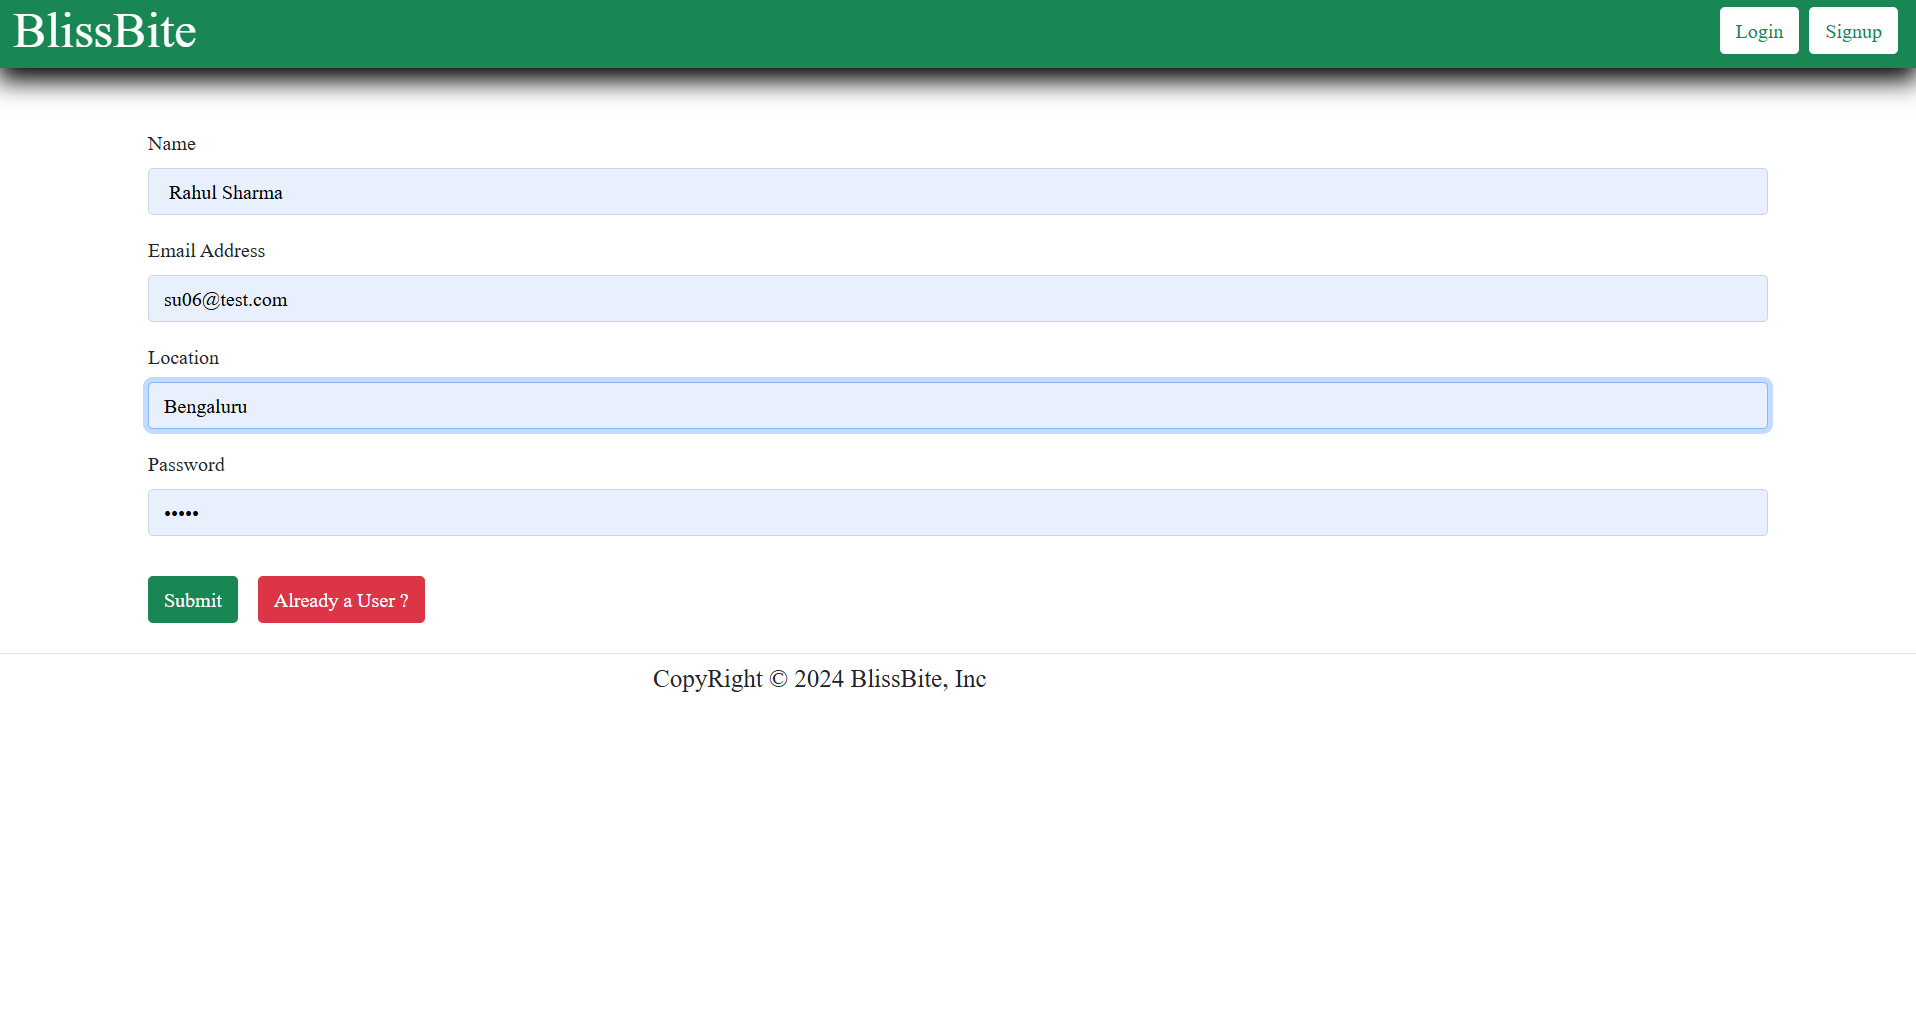 BlissBite
Login Signup
Name
Rahul Sharma
Email Address
su06@test.com
Location
Bengaluru
Password
•••••
Submit Already a User ?
CopyRight © 2024 BlissBite, Inc